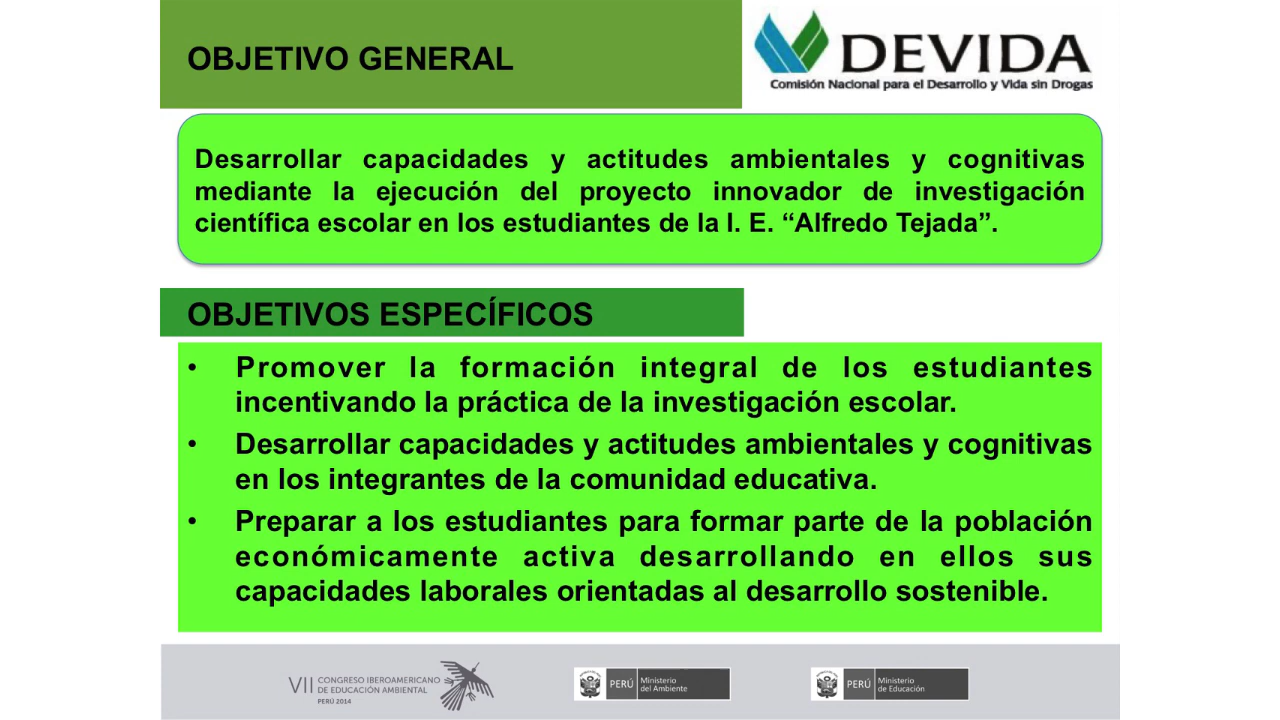 OBJETIVO GENERAL
DEVIDA
Comisión Nacional para el Desarrollo y Vida sin Drogas
Desarrollar capacidades y actitudes ambientales y cognitivas
mediante la ejecución del proyecto innovador de investigación
científica escolar en los estudiantes de la I. E. “Alfredo Tejada”.
OBJETIVOS ESPECÍFICOS
• Promover la formación integral de los estudiantes
incentivando la práctica de la investigación escolar.
• Desarrollar capacidades y actitudes ambientales y cognitivas
en los integrantes de la comunidad educativa.
• Preparar a los estudiantes para formar parte de la población
económicamente activa desarrollando en ellos sus
capacidades laborales orientadas al desarrollo sostenible.
VII CONGRESO IBEROAMERICANO
DE EDUCACIÓN AMBIENTAL
PERÚ 2014
PERÚ Ministerio
del Ambiente
PERÚ Ministerio
de Educación